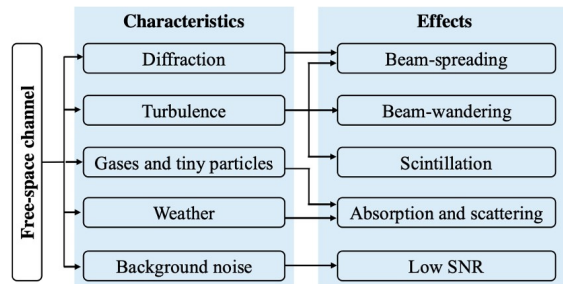 Characteristics
Effects
Free-space channel
Diffraction
Beam-spreading
Turbulence
Beam-wandering
Gases and tiny particles
Scintillation
Weather
Absorption and scattering
Background noise
Low SNR